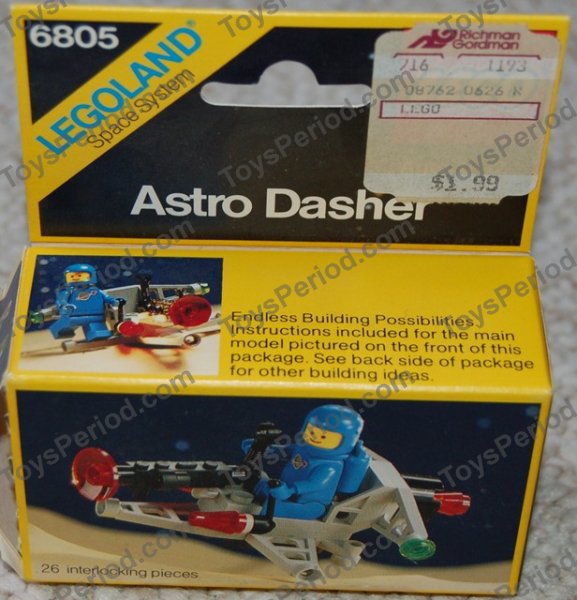 6805
LEGOLAND®
Space System
Richman
Gordman
716 1193
08762 0626 R
LEGO
$1.99
Astro Dasher
Endless Building Possibilities
Instructions included for the main
model pictured on the front of this
package. See back side of package
for other building ideas.
26 interlocking pieces
ToysPeriod.com